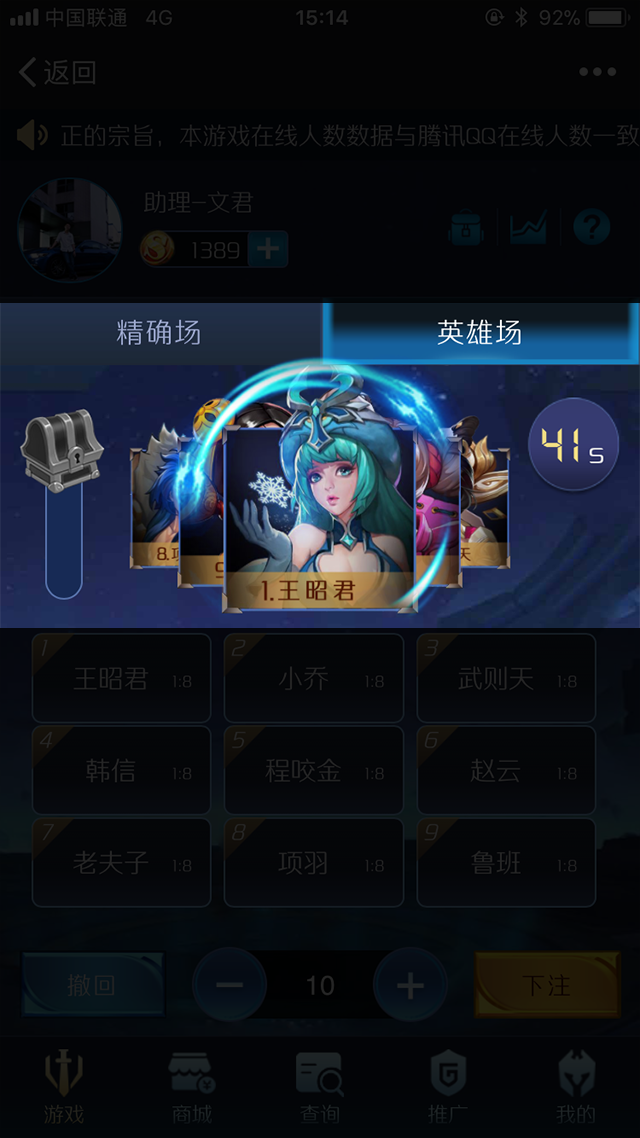 中国联通 4G 15:14 92%
返回
正的宗旨，本游戏在线人数数据与腾讯QQ在线人数一致
助理-文君
1389
精确场 英雄场
41s
8.项
9
天
1.王昭君
1 王昭君 1:8 2 小乔 1:8 3 武则天 1:8
4 韩信 1:8 5 程咬金 1:8 6 赵云 1:8
7 老夫子 1:8 8 项羽 1:8 9 鲁班 1:8
撤回 10 下注
游戏 商城 查询 推广 我的